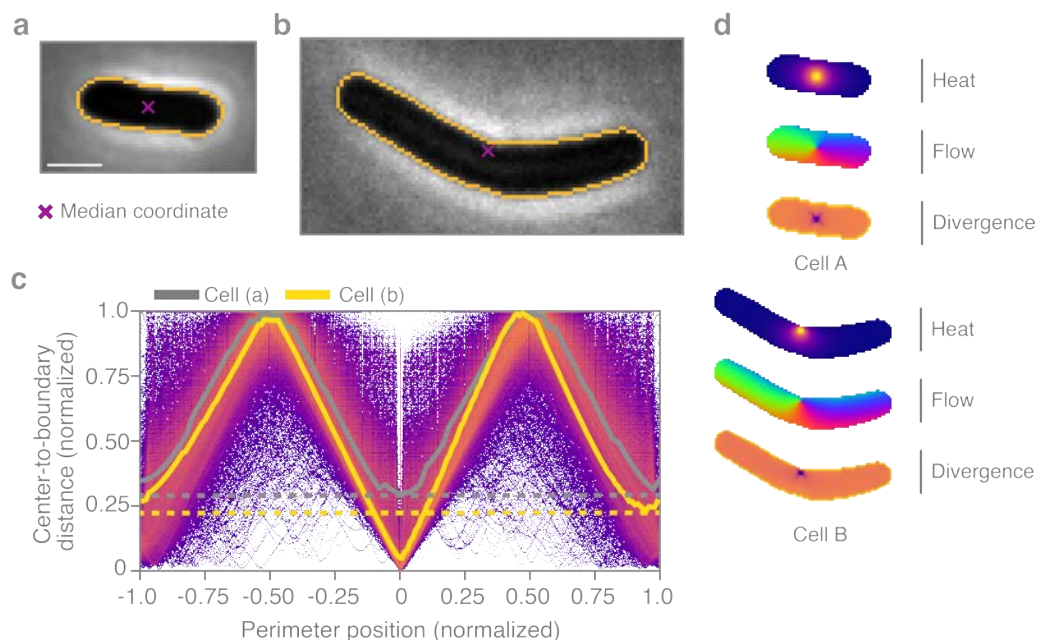 a
b
d
Median coordinate
Heat
Flow
Divergence
Cell A
c
Cell (a)
Cell (b)
1.0
0.75
0.50
0.25
0
Center-to-boundary
distance (normalized)
-1.0 -0.75 -0.50 -0.25 0 0.25 0.50 0.75 1.0
Perimeter position (normalized)
Heat
Flow
Divergence
Cell B